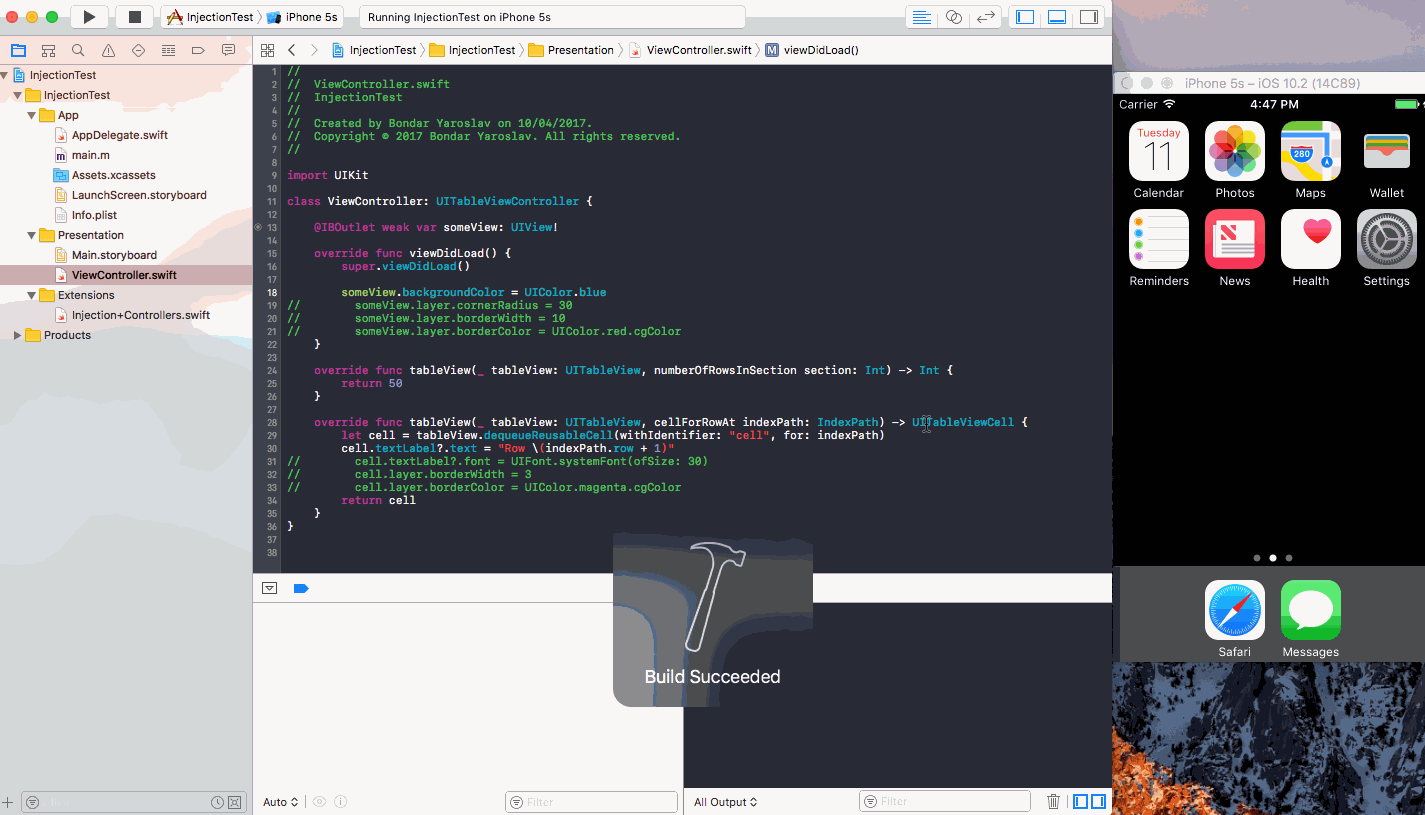 InjectionTest
iPhone 5s
Running InjectionTest on iPhone 5s
InjectionTest
InjectionTest
App
AppDelegate.swift
main.m
Assets.xcassets
LaunchScreen.storyboard
Info.plist
Presentation
Main.storyboard
ViewController.swift
Extensions
Injection+Controllers.swift
Products
InjectionTest
InjectionTest
Presentation
ViewController.swift
M viewDidLoad()
1 //
2 //  ViewController.swift
3 //  InjectionTest
4 //
5 //  Created by Bondar Yaroslav on 10/04/2017.
6 //  Copyright © 2017 Bondar Yaroslav. All rights reserved.
7 //
8
9 import UIKit
10
11 class ViewController: UITableViewController {
12
13     @IBOutlet weak var someView: UIView!
14
15     override func viewDidLoad() {
16         super.viewDidLoad()
17
18         someView.backgroundColor = UIColor.blue
19 //        someView.layer.cornerRadius = 30
20 //        someView.layer.borderWidth = 10
21 //        someView.layer.borderColor = UIColor.red.cgColor
22     }
23
24     override func tableView(_ tableView: UITableView, numberOfRowsInSection section: Int) -> Int {
25         return 50
26     }
27
28     override func tableView(_ tableView: UITableView, cellForRowAt indexPath: IndexPath) -> UITableViewCell {
29         let cell = tableView.dequeueReusableCell(withIdentifier: "cell", for: indexPath)
30         cell.textLabel?.text = "Row \(indexPath.row + 1)"
31 //        cell.textLabel?.font = UIFont.systemFont(ofSize: 30)
32 //        cell.layer.borderWidth = 3
33 //        cell.layer.borderColor = UIColor.magenta.cgColor
34         return cell
35     }
36 }
37
38
Build Succeeded
Auto
Filter
All Output
Filter
iPhone 5s – iOS 10.2 (14C89)
Carrier
4:47 PM
Tuesday
11
280
Calendar
Photos
Maps
Wallet
Reminders
News
Health
Settings
Safari
Messages